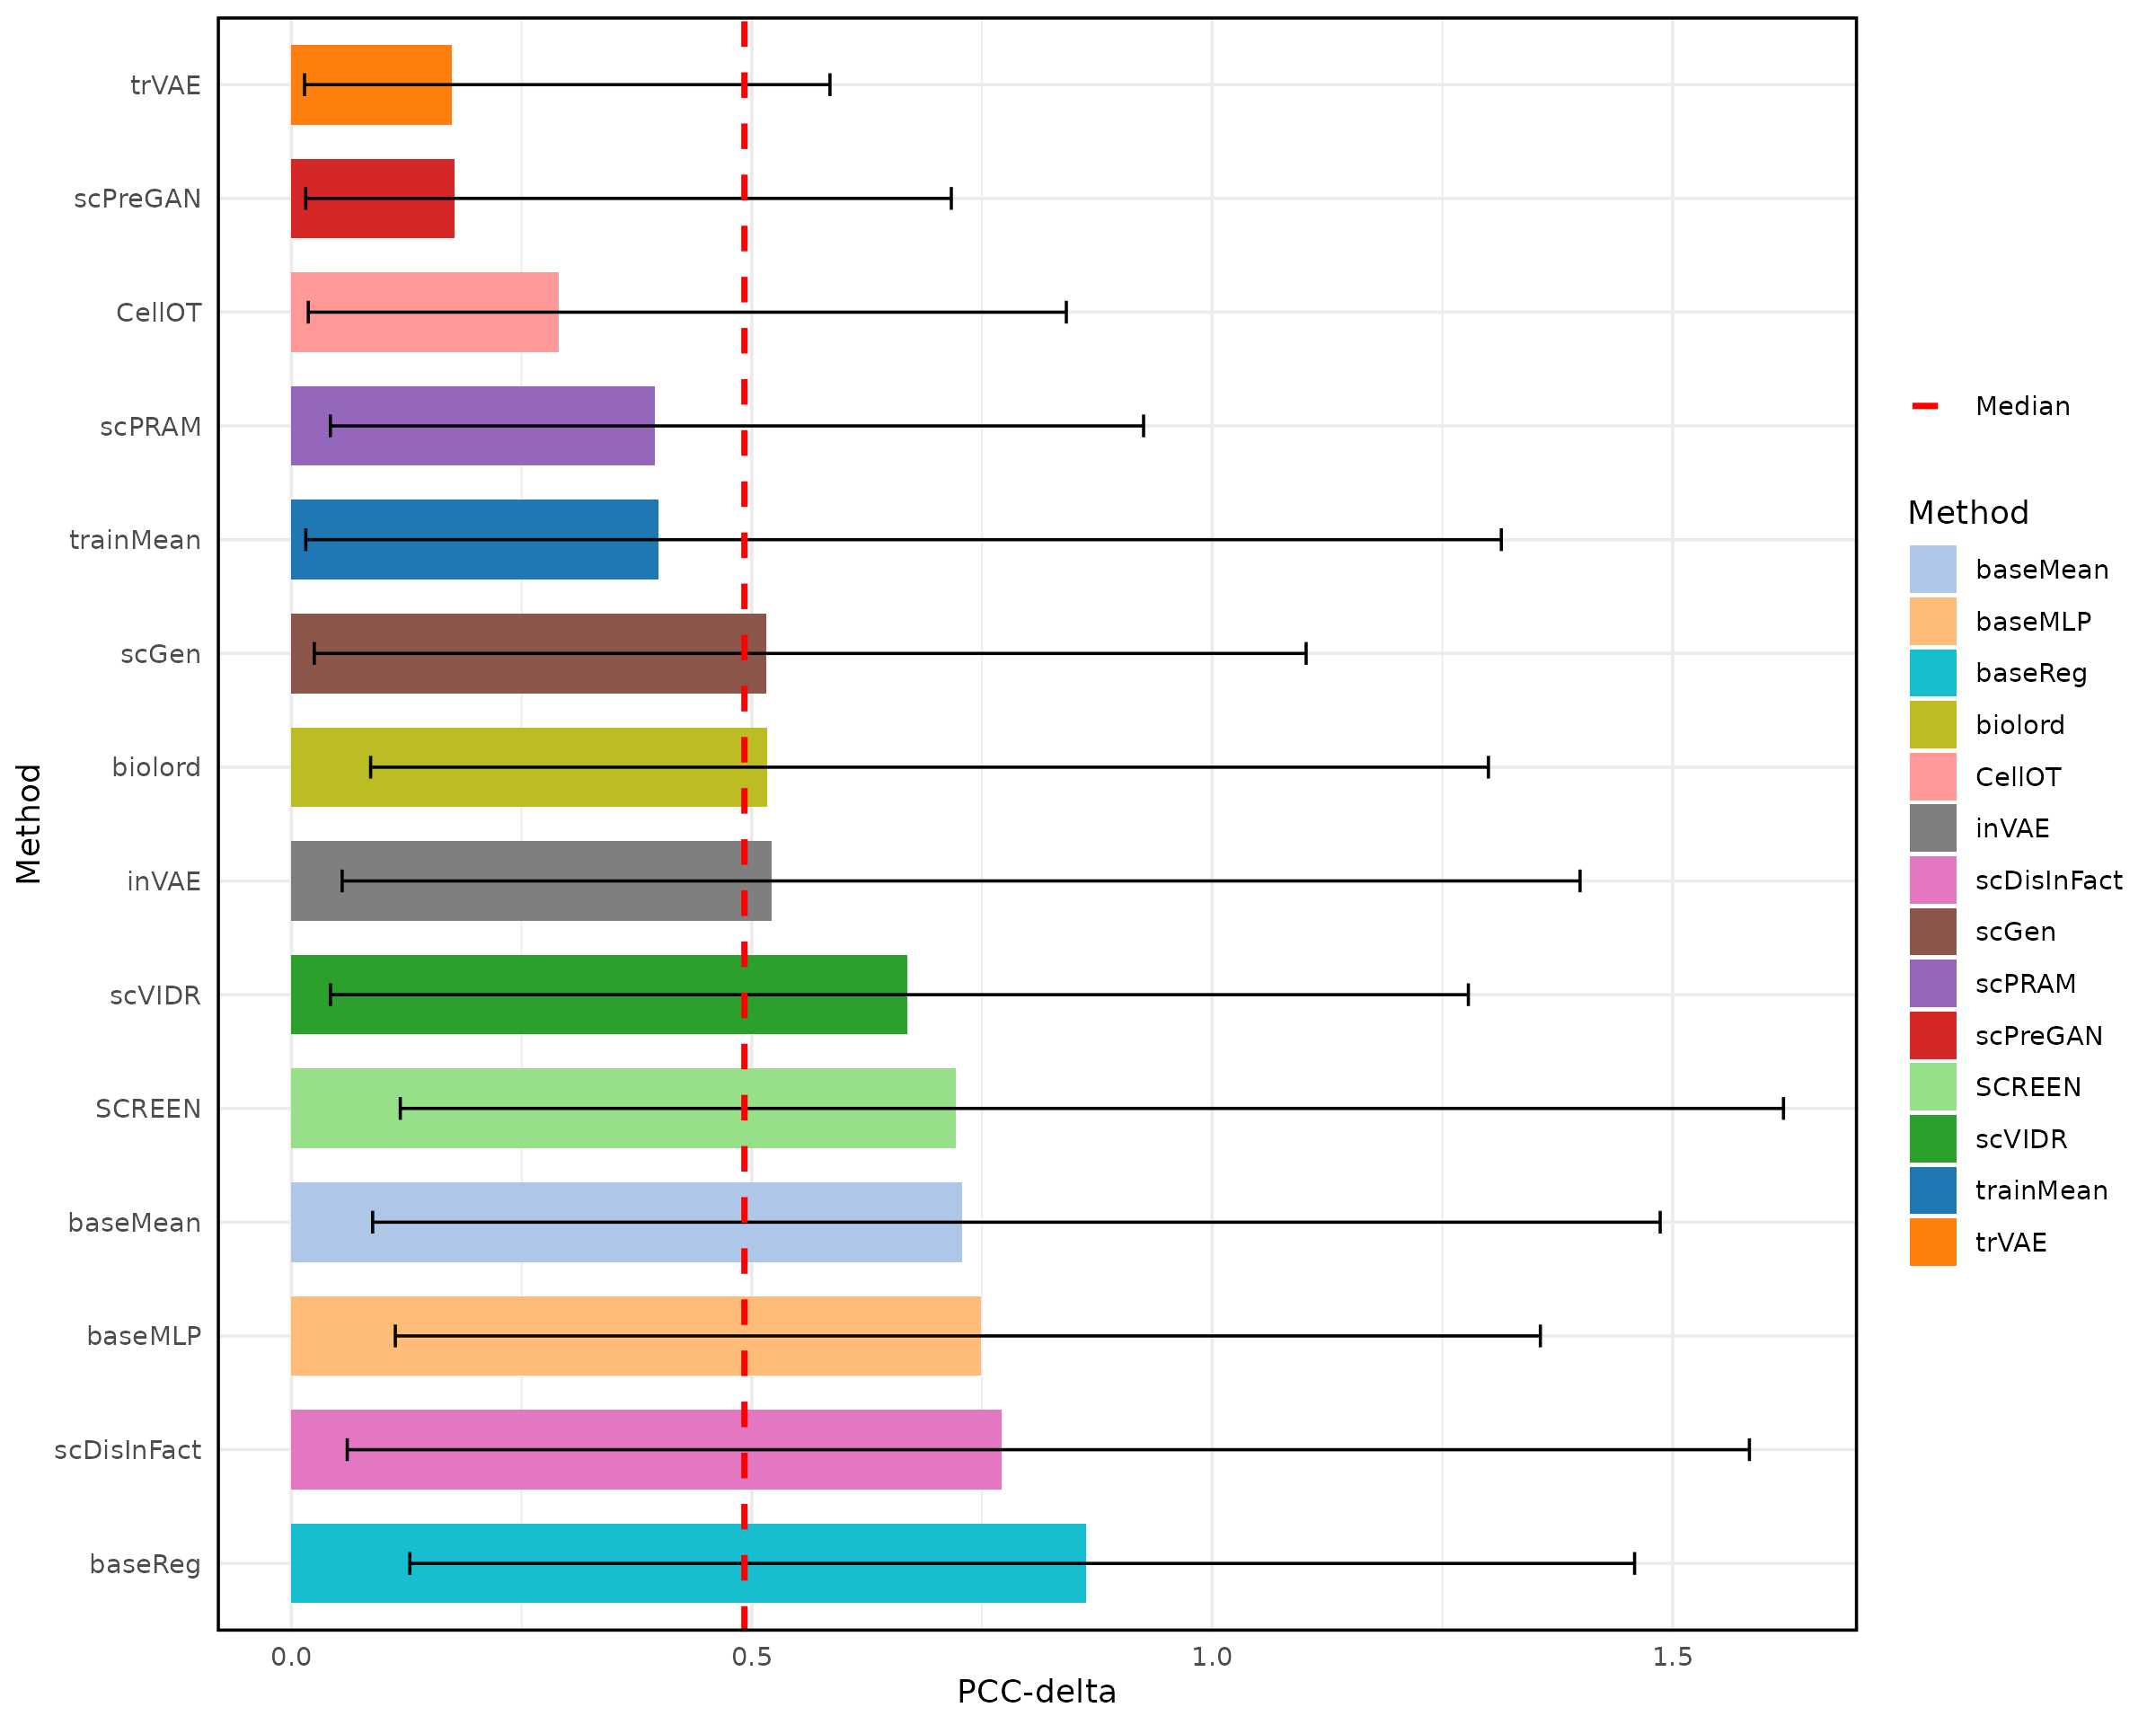 trVAE
scPreGAN
CellOT
scPRAM
trainMean
scGen
biolord
inVAE
scVIDR
SCREEN
baseMean
baseMLP
scDisInFact
baseReg
Method
0.0 0.5 1.0 1.5
PCC-delta
Median
Method
baseMean
baseMLP
baseReg
biolord
CellOT
inVAE
scDisInFact
scGen
scPRAM
scPreGAN
SCREEN
scVIDR
trainMean
trVAE